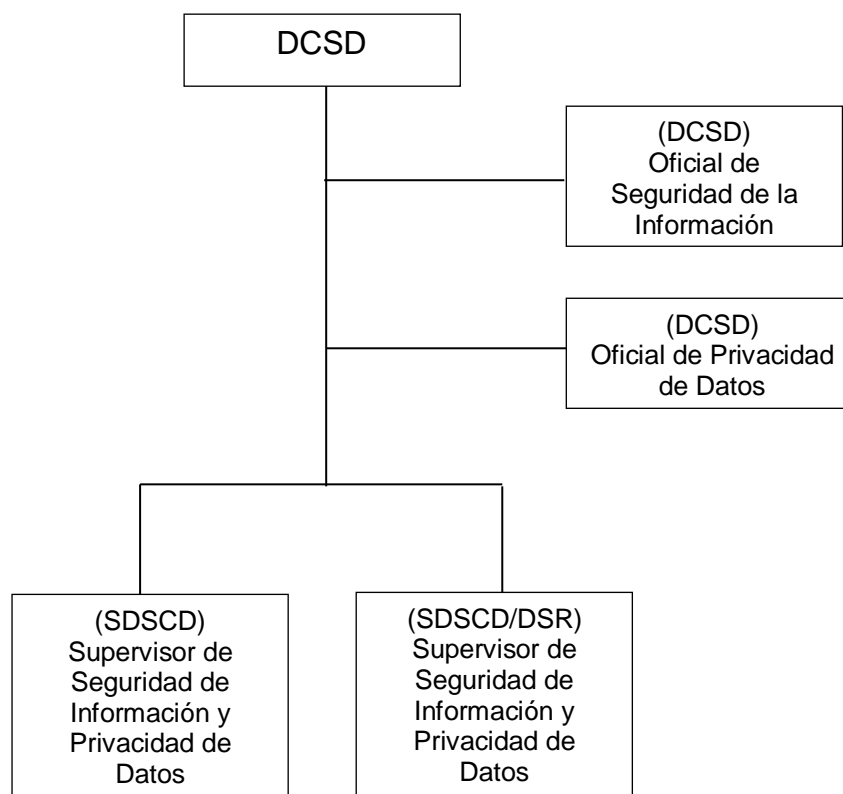 DCSD
(DCSD)
Oficial de
Seguridad de la
Información
(DCSD)
Oficial de Privacidad
de Datos
(SDSCD)
Supervisor de
Seguridad de
Información y
Privacidad de
Datos
(SDSCD/DSR)
Supervisor de
Seguridad de
Información y
Privacidad de
Datos